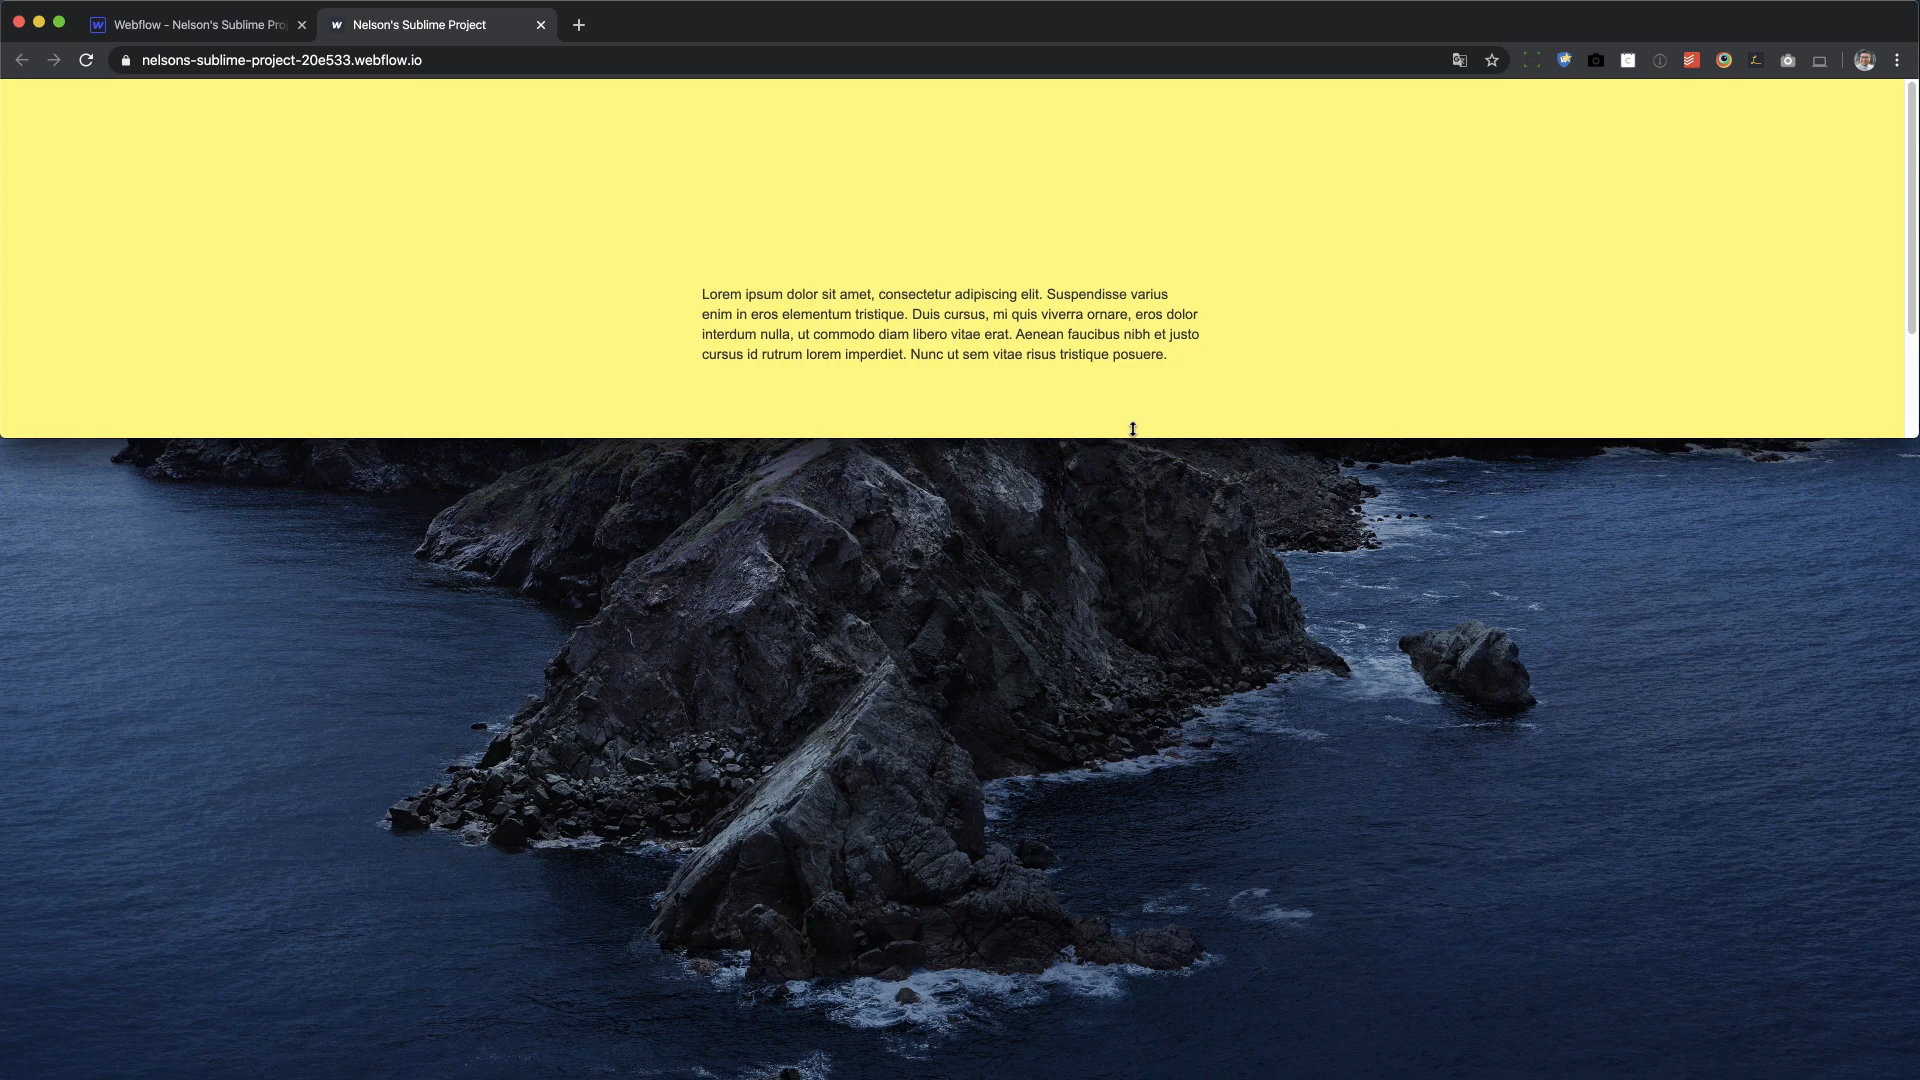 Webflow - Nelson's Sublime Pro
Nelson's Sublime Project
nelsons-sublime-project-20e533.webflow.io
Lorem ipsum dolor sit amet, consectetur adipiscing elit. Suspendisse varius
enim in eros elementum tristique. Duis cursus, mi quis viverra ornare, eros dolor
interdum nulla, ut commodo diam libero vitae erat. Aenean faucibus nibh et justo
cursus id rutrum lorem imperdiet. Nunc ut sem vitae risus tristique posuere.